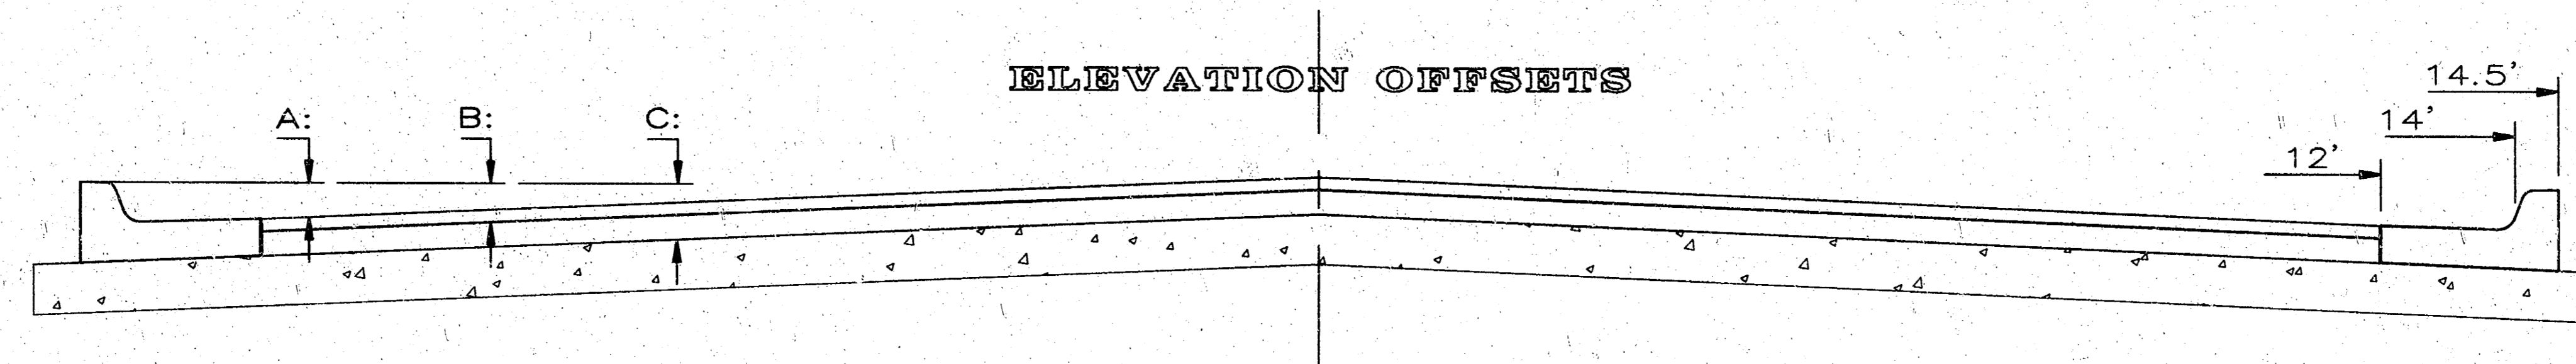 ELEVATION OFFSETS
14.5'
A: B: C:
14'
12'